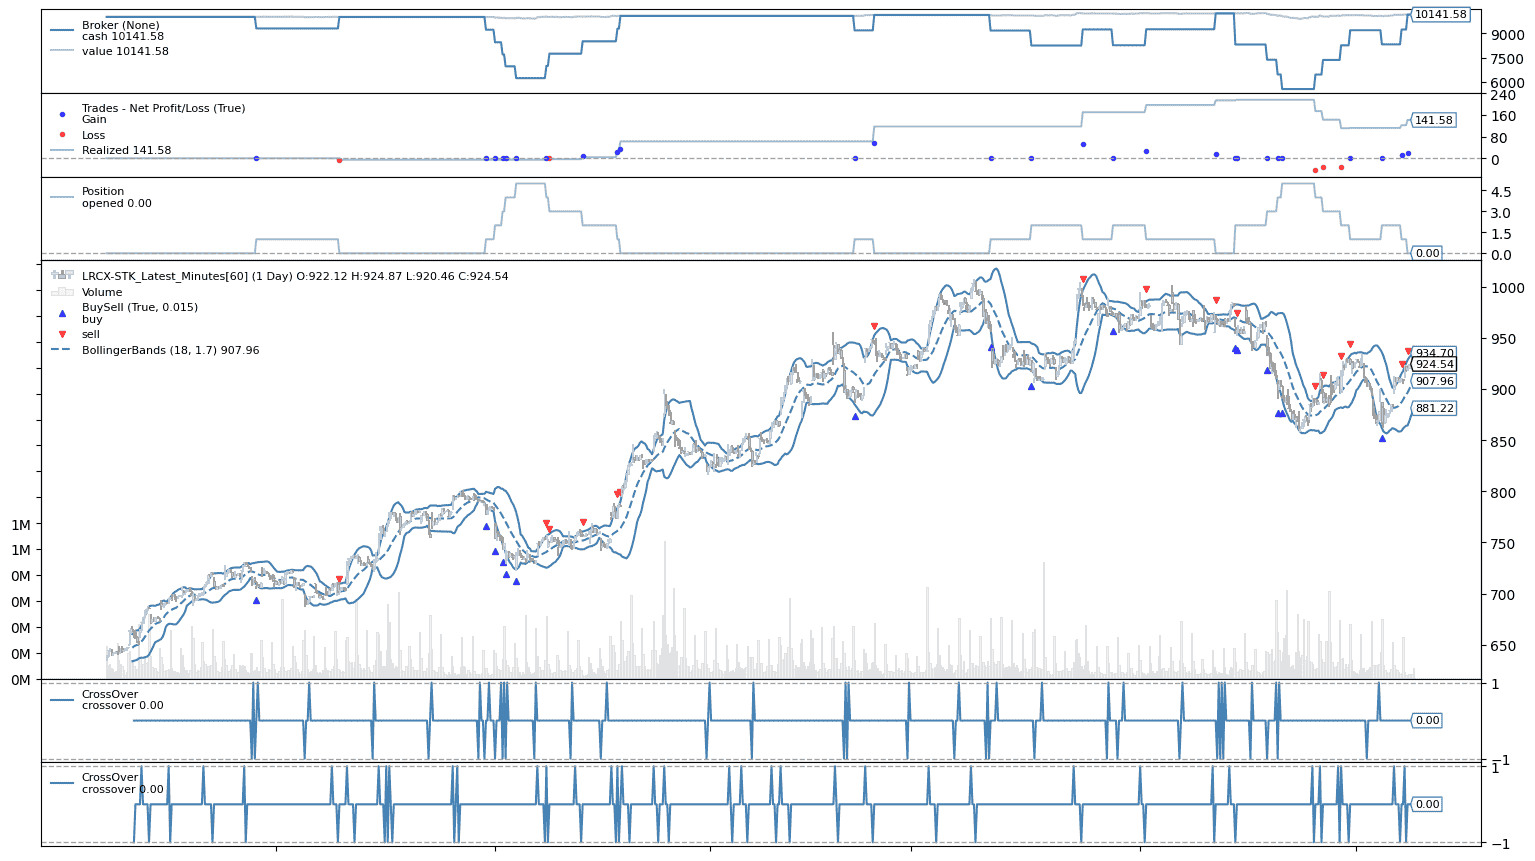 Broker (None)
cash 10141.58
value 10141.58
10141.58
9000
7500
6000
Trades - Net Profit/Loss (True)
Gain
Loss
Realized 141.58
240
160
141.58
80
0
Position
opened 0.00
4.5
3.0
1.5
0.00
0.0
LRCX-STK_Latest_Minutes[60] (1 Day) O:922.12 H:924.87 L:920.46 C:924.54
Volume
BuySell (True, 0.015)
buy
sell
BollingerBands (18, 1.7) 907.96
1000
950
934.70
924.54
900
907.96
881.22
850
800
750
700
650
1M
1M
0M
0M
0M
0M
0M
CrossOver
crossover 0.00
1
0.00
−1
CrossOver
crossover 0.00
1
0.00
−1